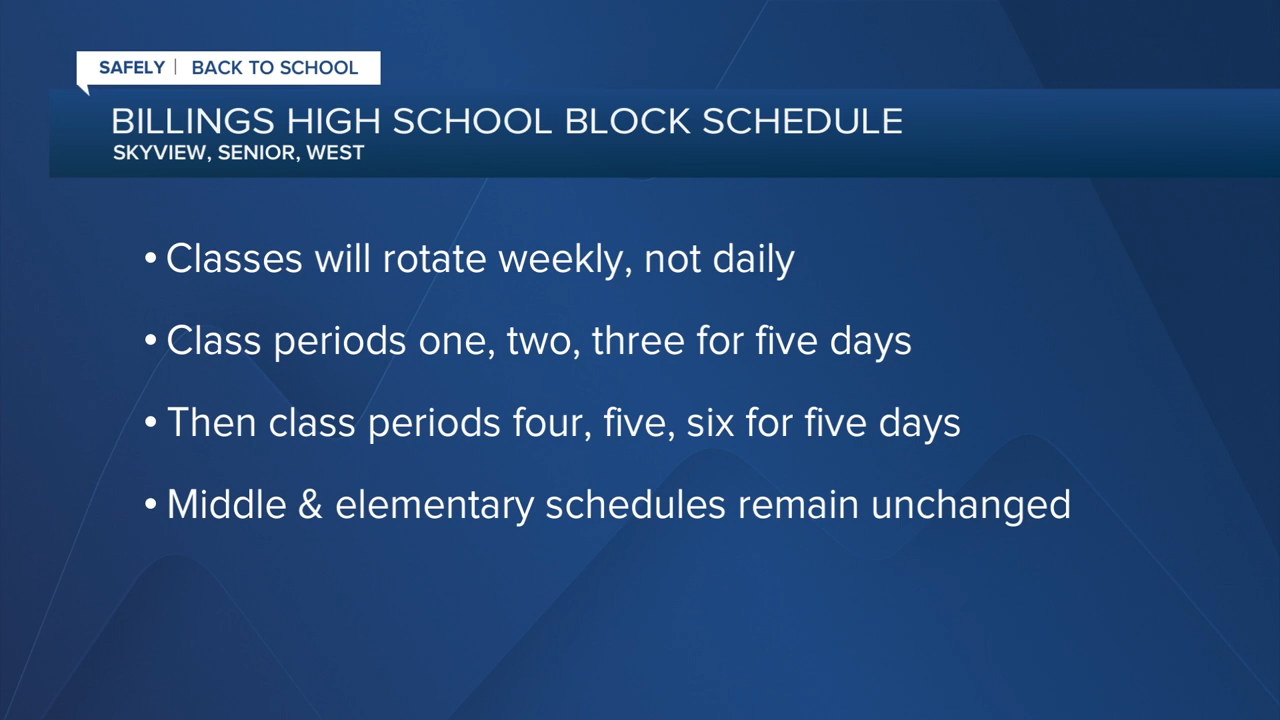 SAFELY | BACK TO SCHOOL
BILLINGS HIGH SCHOOL BLOCK SCHEDULE
SKYVIEW, SENIOR, WEST
• Classes will rotate weekly, not daily
• Class periods one, two, three for five days
• Then class periods four, five, six for five days
• Middle & elementary schedules remain unchanged